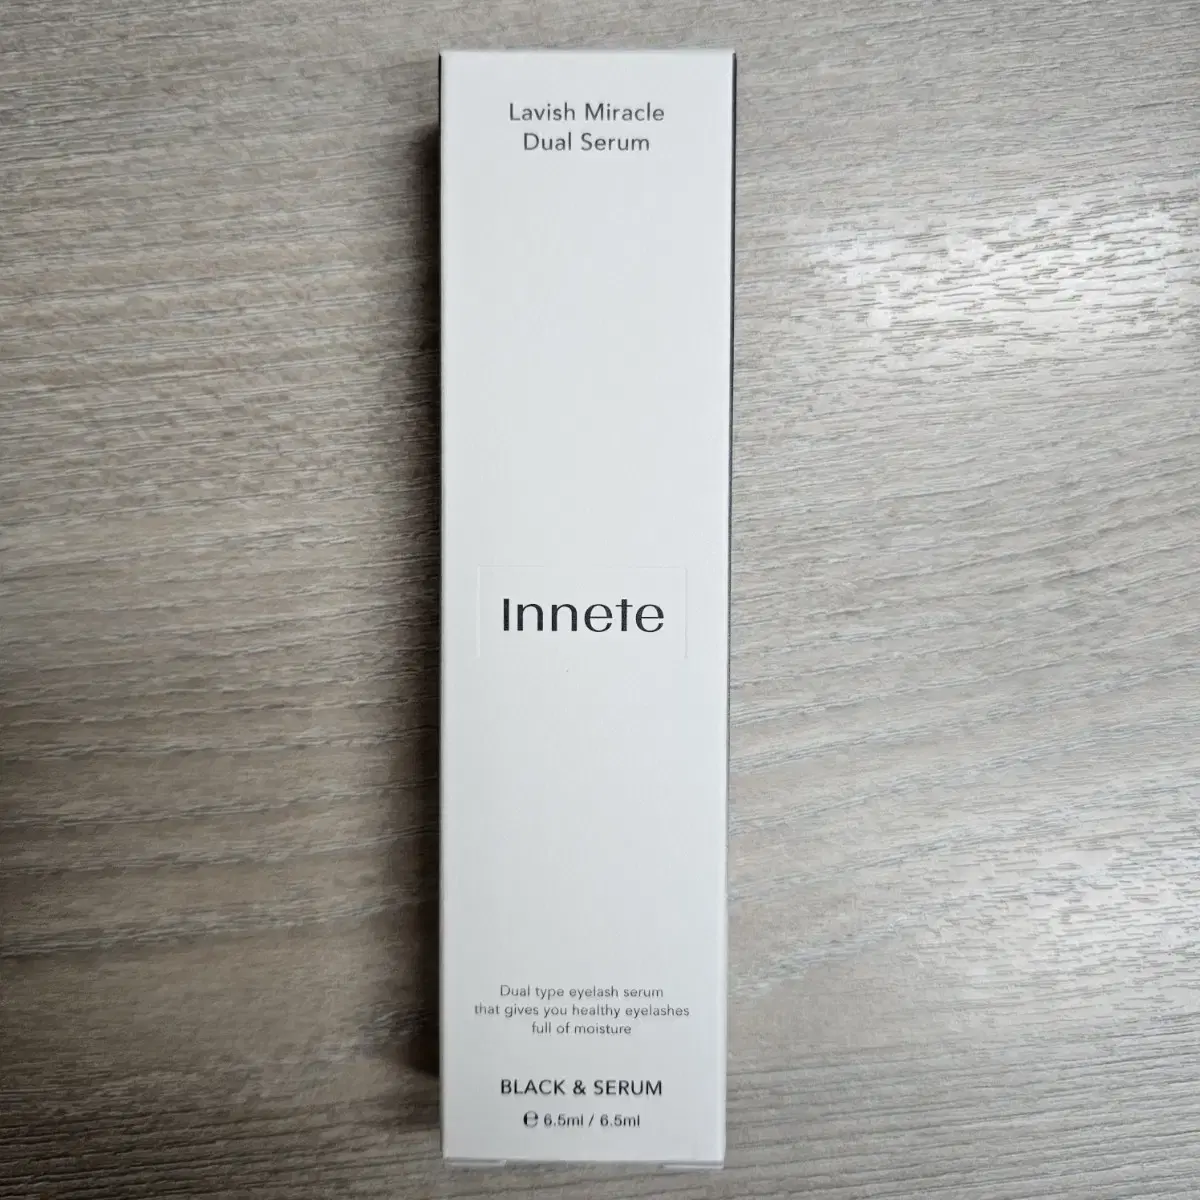 Lavish Miracle
Dual Serum
Innete
Dual type eyelash serum
that gives you healthy eyelashes
full of moisture
BLACK & SERUM
℮ 6.5ml / 6.5ml